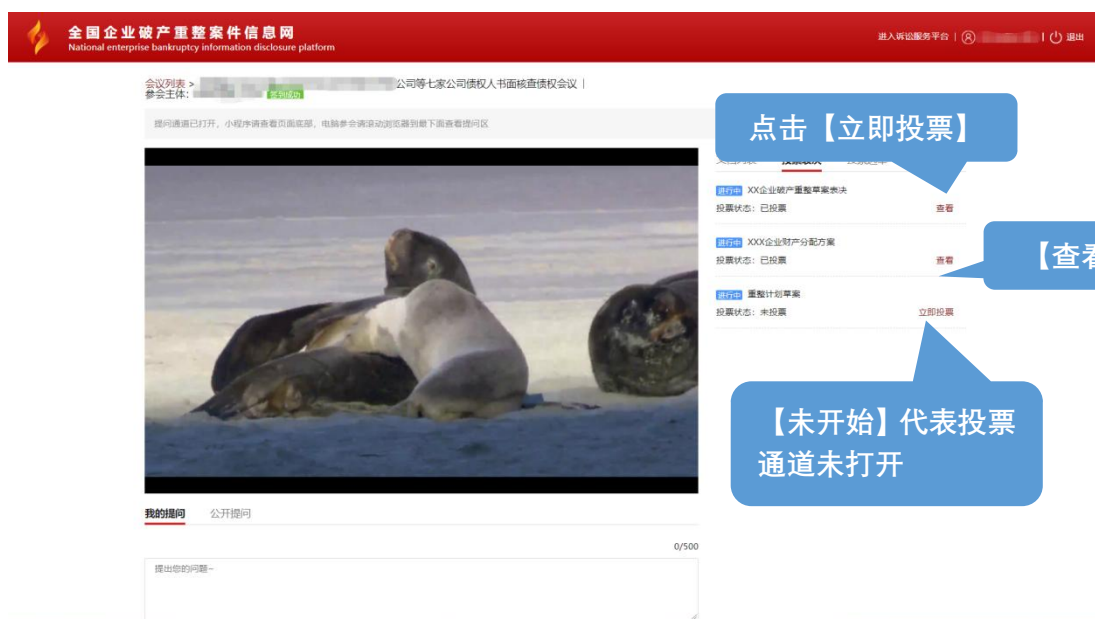 全国企业破产重整案件信息网
National enterprise bankruptcy information disclosure platform
进入诉讼服务平台 | | 退出
会议列表 > 公司等七家公司债权人书面核查债权会议 |
参会主体: 签到成功
提问通道已打开，小程序请查看页面底部，电脑参会请滚动浏览器到最下面查看提问区
点击【立即投票】
进行中 XX企业破产重整草案表决
投票状态：已投票 查看
进行中 XXX企业财产分配方案
投票状态：已投票 查看
【查看
进行中 重整计划草案
投票状态：未投票 立即投票
【未开始】代表投票
通道未打开
我的提问 公开提问
0/500
提出您的问题~